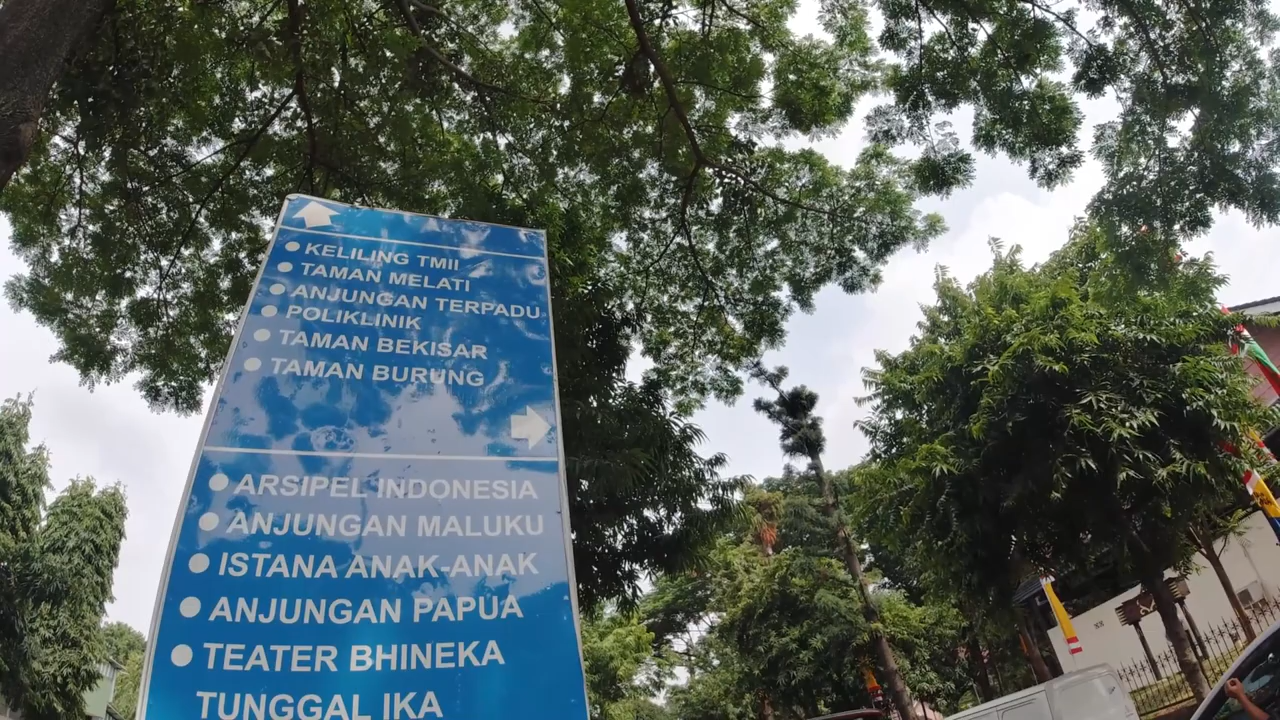 KELILING TMII
TAMAN MELATI
ANJUNGAN TERPADU
POLIKLINIK
TAMAN BEKISAR
TAMAN BURUNG
ARSIPEL INDONESIA
ANJUNGAN MALUKU
ISTANA ANAK-ANAK
ANJUNGAN PAPUA
TEATER BHINEKA
TUNGGAL IKA